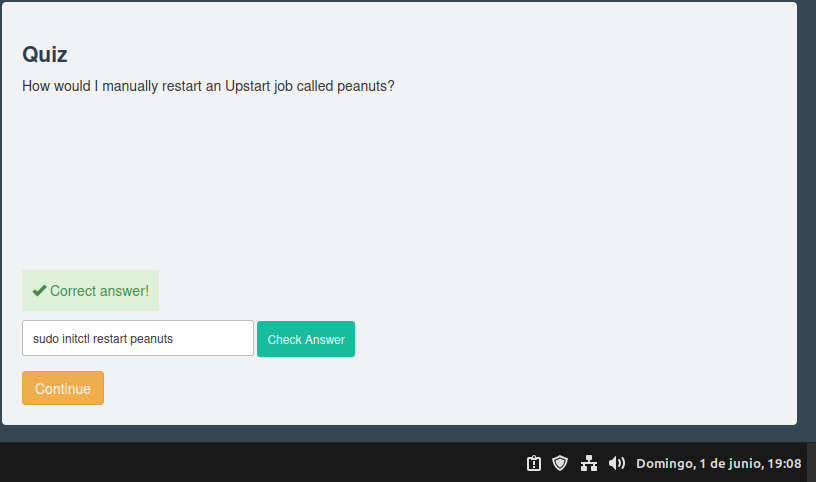 Quiz
How would I manually restart an Upstart job called peanuts?
Correct answer!
sudo initctl restart peanuts
Check Answer
Continue
Domingo, 1 de junio, 19:08